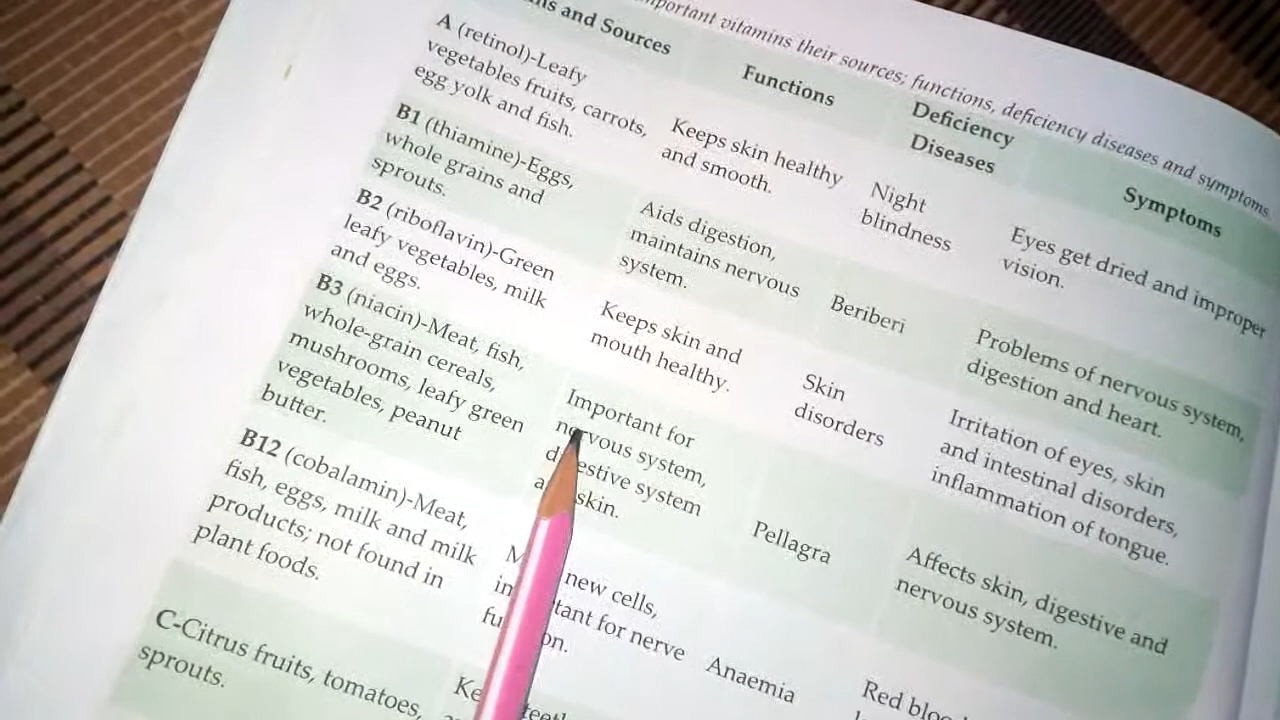 important vitamins their sources; functions, deficiency diseases and symptoms.
and Sources
Functions
Deficiency
Diseases
Symptoms
A (retinol)-Leafy
vegetables fruits, carrots,
egg yolk and fish.
Keeps skin healthy
and smooth.
Night
blindness
Eyes get dried and improper
vision.
B1 (thiamine)-Eggs,
whole grains and
sprouts.
Aids digestion,
maintains nervous
system.
Beriberi
Problems of nervous system,
digestion and heart.
B2 (riboflavin)-Green
leafy vegetables, milk
and eggs.
Keeps skin and
mouth healthy.
Skin
disorders
Irritation of eyes, skin
and intestinal disorders,
inflammation of tongue.
B3 (niacin)-Meat, fish,
whole-grain cereals,
mushrooms, leafy green
vegetables, peanut
butter.
Important for
nervous system,
digestive system
skin.
Pellagra
Affects skin, digestive and
nervous system.
B12 (cobalamin)-Meat,
fish, eggs, milk and milk
products; not found in
plant foods.
new cells,
important for nerve
function.
Anaemia
Red
C-Citrus fruits, tomatoes,
sprouts.